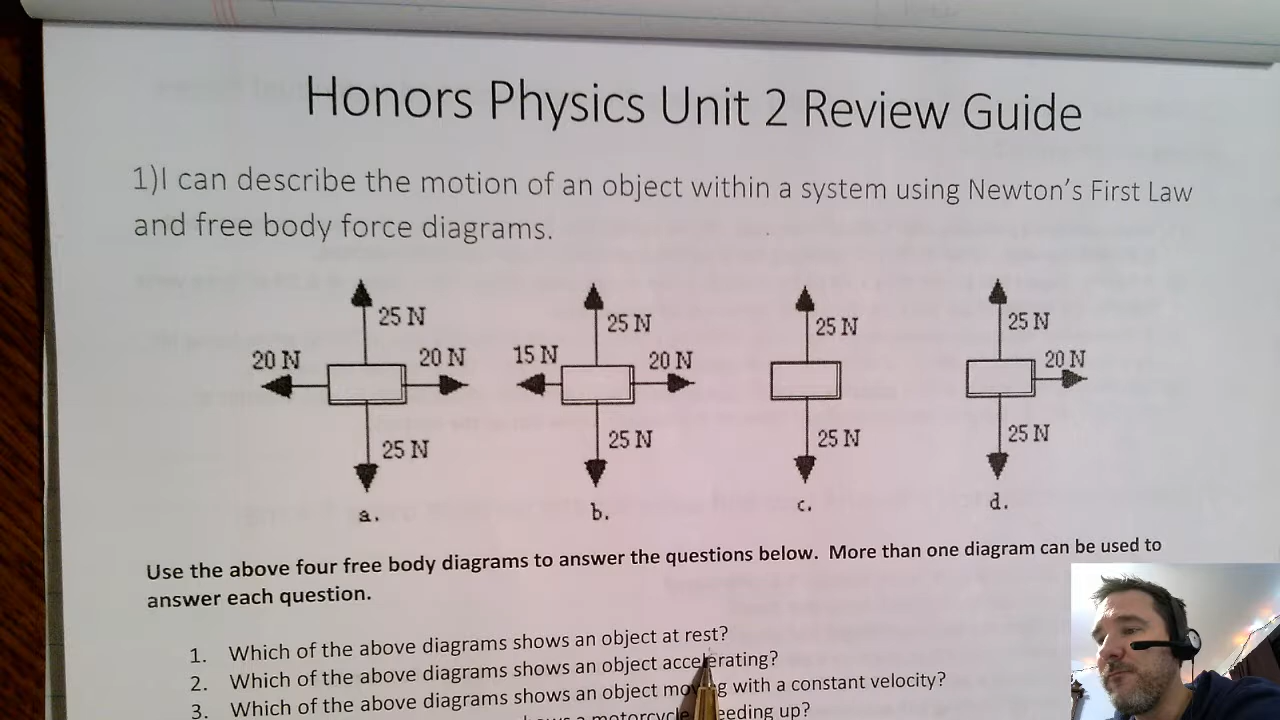 Honors Physics Unit 2 Review Guide
1)I can describe the motion of an object within a system using Newton's First Law
and free body force diagrams.
25 N 25 N 25 N 25 N
20 N 20 N 15 N 20 N 20 N
25 N 25 N 25 N 25 N
a. b. c. d.
Use the above four free body diagrams to answer the questions below. More than one diagram can be used to
answer each question.
1. Which of the above diagrams shows an object at rest?
2. Which of the above diagrams shows an object accelerating?
3. Which of the above diagrams shows an object moving with a constant velocity?
a motorcycle up?